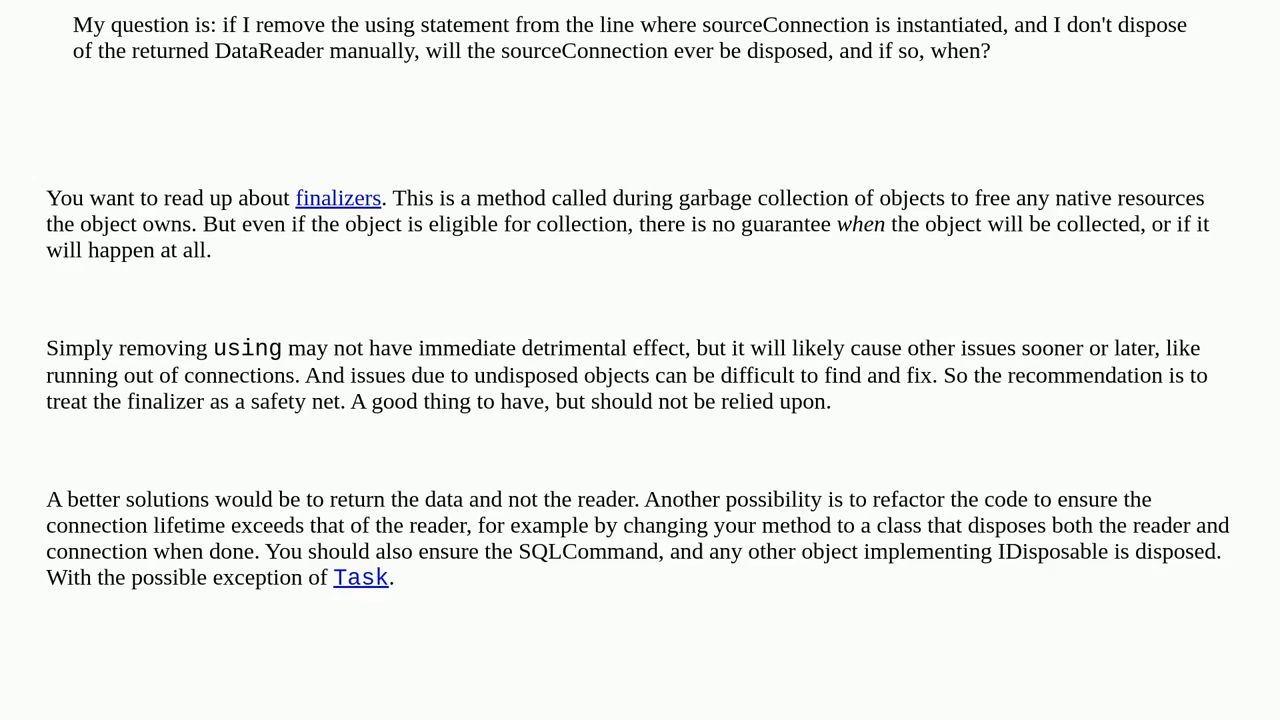 My question is: if I remove the using statement from the line where sourceConnection is instantiated, and I don't dispose
of the returned DataReader manually, will the sourceConnection ever be disposed, and if so, when?
You want to read up about finalizers. This is a method called during garbage collection of objects to free any native resources
the object owns. But even if the object is eligible for collection, there is no guarantee when the object will be collected, or if it
will happen at all.
Simply removing using may not have immediate detrimental effect, but it will likely cause other issues sooner or later, like
running out of connections. And issues due to undisposed objects can be difficult to find and fix. So the recommendation is to
treat the finalizer as a safety net. A good thing to have, but should not be relied upon.
A better solutions would be to return the data and not the reader. Another possibility is to refactor the code to ensure the
connection lifetime exceeds that of the reader, for example by changing your method to a class that disposes both the reader and
connection when done. You should also ensure the SQLCommand, and any other object implementing IDisposable is disposed.
With the possible exception of Task.